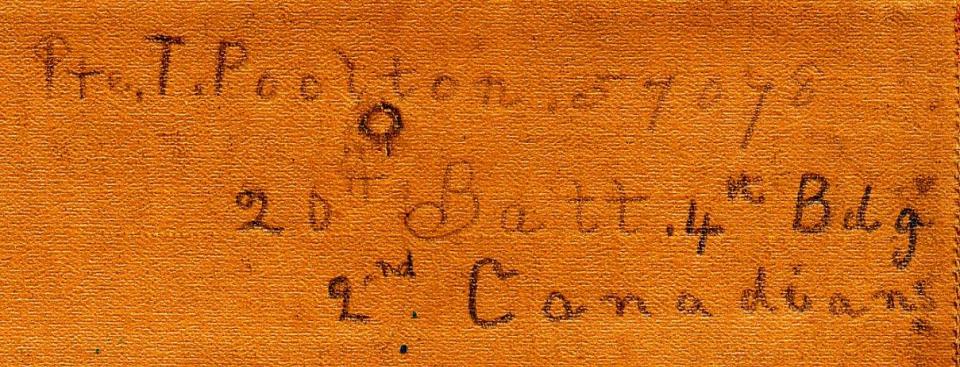 Pte. T. Poolton. 57078
20th Batt. 4th Bdg
2nd Canadians